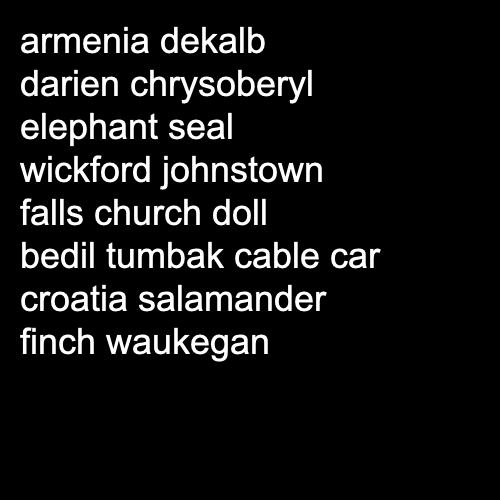 armenia dekalb
darien chrysoberyl
elephant seal
wickford johnstown
falls church doll
bedil tumbak cable car
croatia salamander
finch waukegan